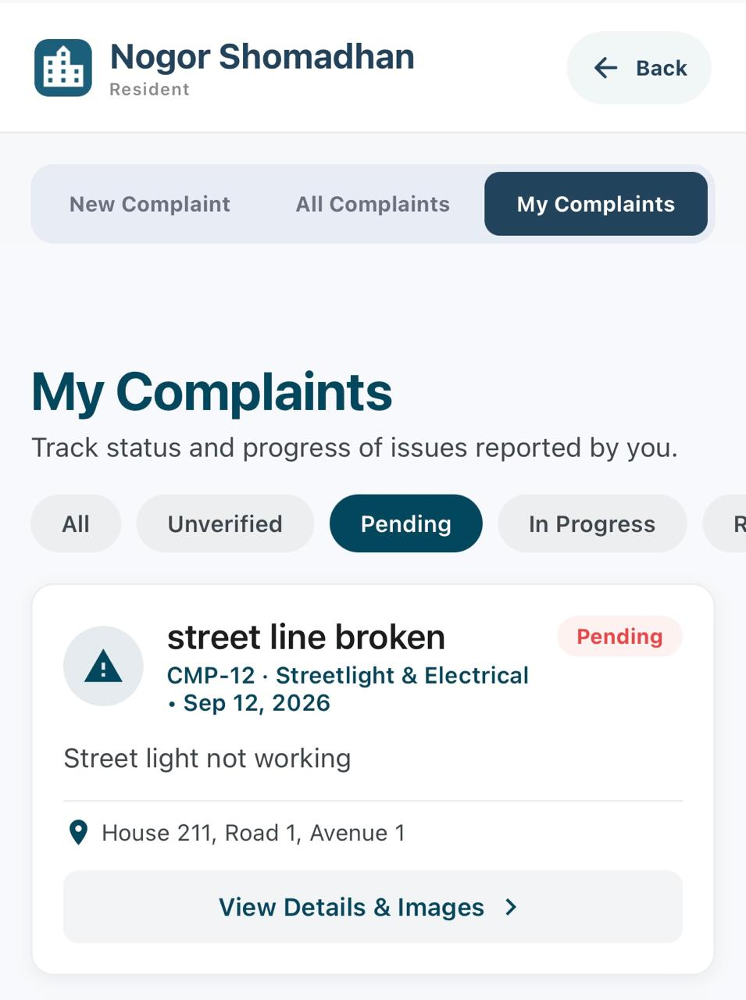 Nogor Shomadhan
Resident
Back
New Complaint
All Complaints
My Complaints
My Complaints
Track status and progress of issues reported by you.
All
Unverified
Pending
In Progress
street line broken
Pending
CMP-12 · Streetlight & Electrical
• Sep 12, 2026
Street light not working
House 211, Road 1, Avenue 1
View Details & Images